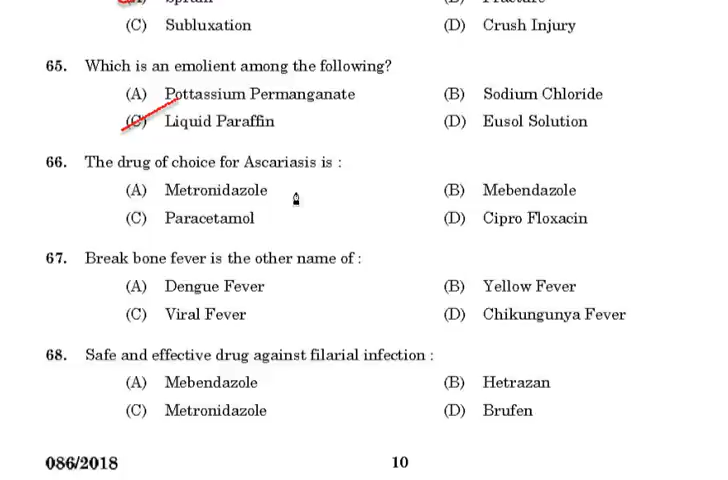 (C) Subluxation (D) Crush Injury
65. Which is an emolient among the following?
(A) Pottassium Permanganate (B) Sodium Chloride
(C) Liquid Paraffin (D) Eusol Solution
66. The drug of choice for Ascariasis is :
(A) Metronidazole (B) Mebendazole
(C) Paracetamol (D) Cipro Floxacin
67. Break bone fever is the other name of :
(A) Dengue Fever (B) Yellow Fever
(C) Viral Fever (D) Chikungunya Fever
68. Safe and effective drug against filarial infection :
(A) Mebendazole (B) Hetrazan
(C) Metronidazole (D) Brufen
086/2018 10